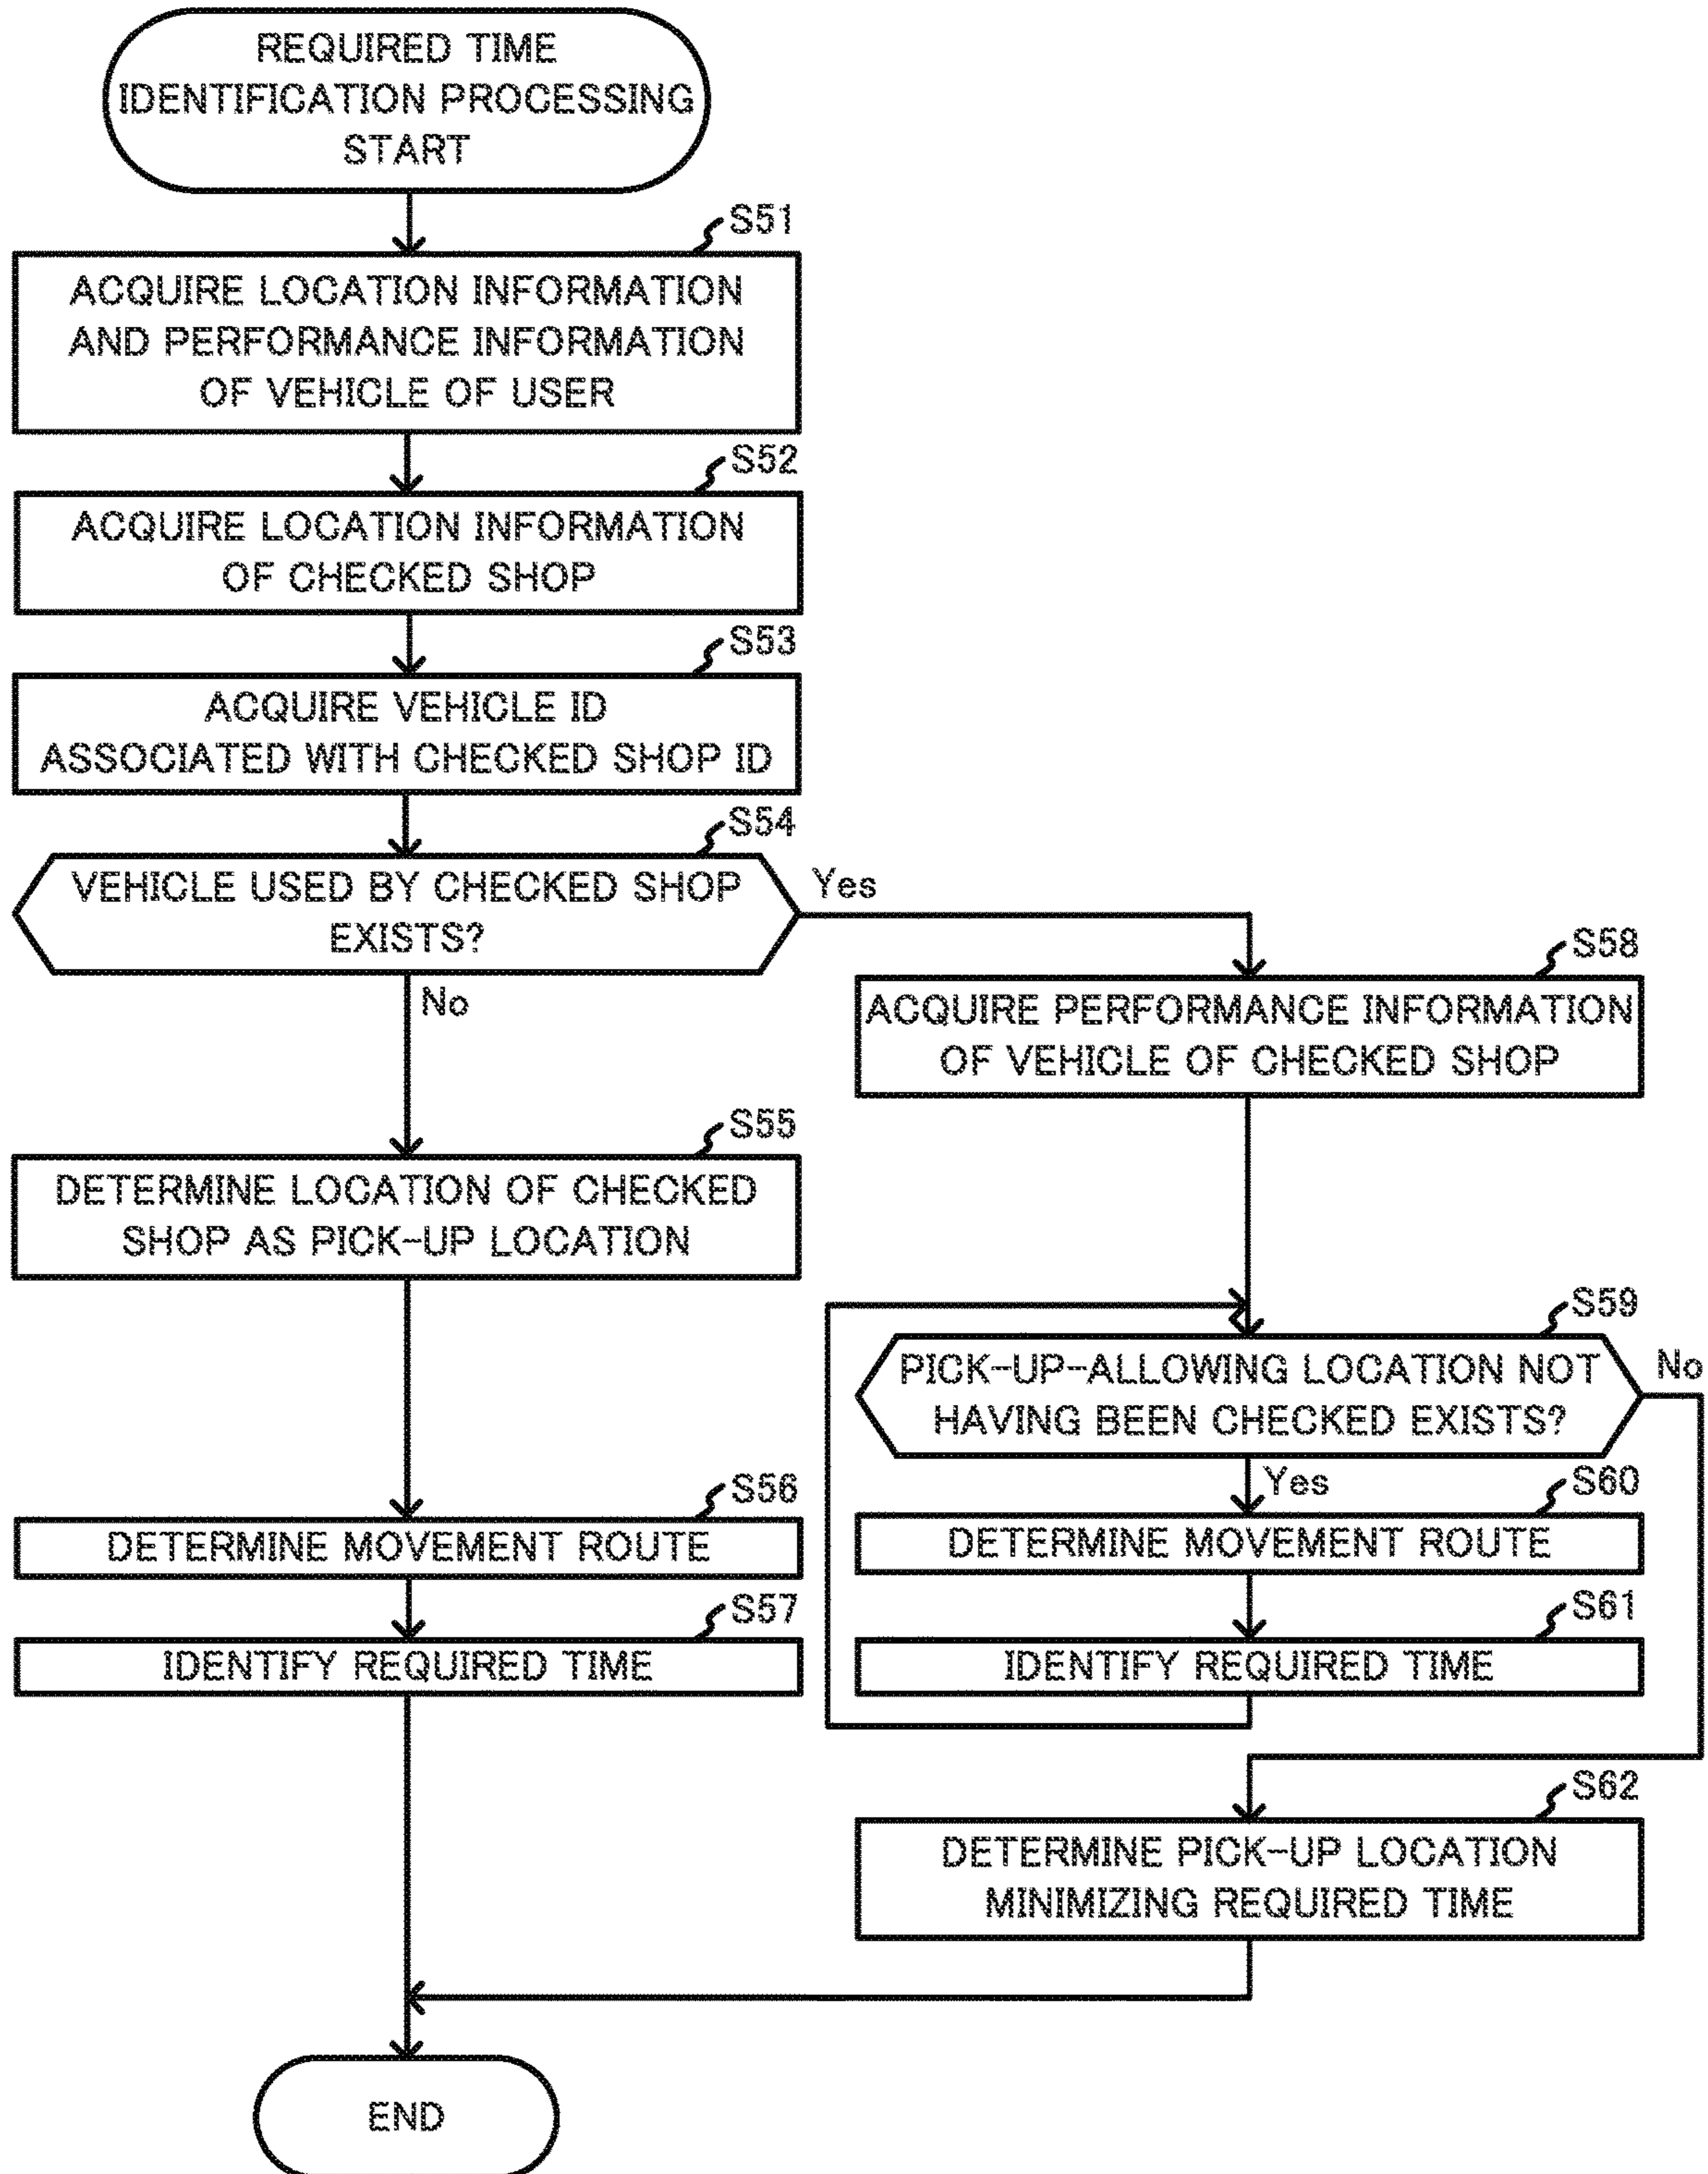 REQUIRED TIME
IDENTIFICATION PROCESSING
START
S51
ACQUIRE LOCATION INFORMATION
AND PERFORMANCE INFORMATION
OF VEHICLE OF USER
S52
ACQUIRE LOCATION INFORMATION
OF CHECKED SHOP
S53
ACQUIRE VEHICLE ID
ASSOCIATED WITH CHECKED SHOP ID
S54
VEHICLE USED BY CHECKED SHOP
EXISTS?
Yes
No
S55
DETERMINE LOCATION OF CHECKED
SHOP AS PICK-UP LOCATION
S56
DETERMINE MOVEMENT ROUTE
S57
IDENTIFY REQUIRED TIME
S58
ACQUIRE PERFORMANCE INFORMATION
OF VEHICLE OF CHECKED SHOP
S59
PICK-UP-ALLOWING LOCATION NOT
HAVING BEEN CHECKED EXISTS?
No
Yes
S60
DETERMINE MOVEMENT ROUTE
S61
IDENTIFY REQUIRED TIME
S62
DETERMINE PICK-UP LOCATION
MINIMIZING REQUIRED TIME
END